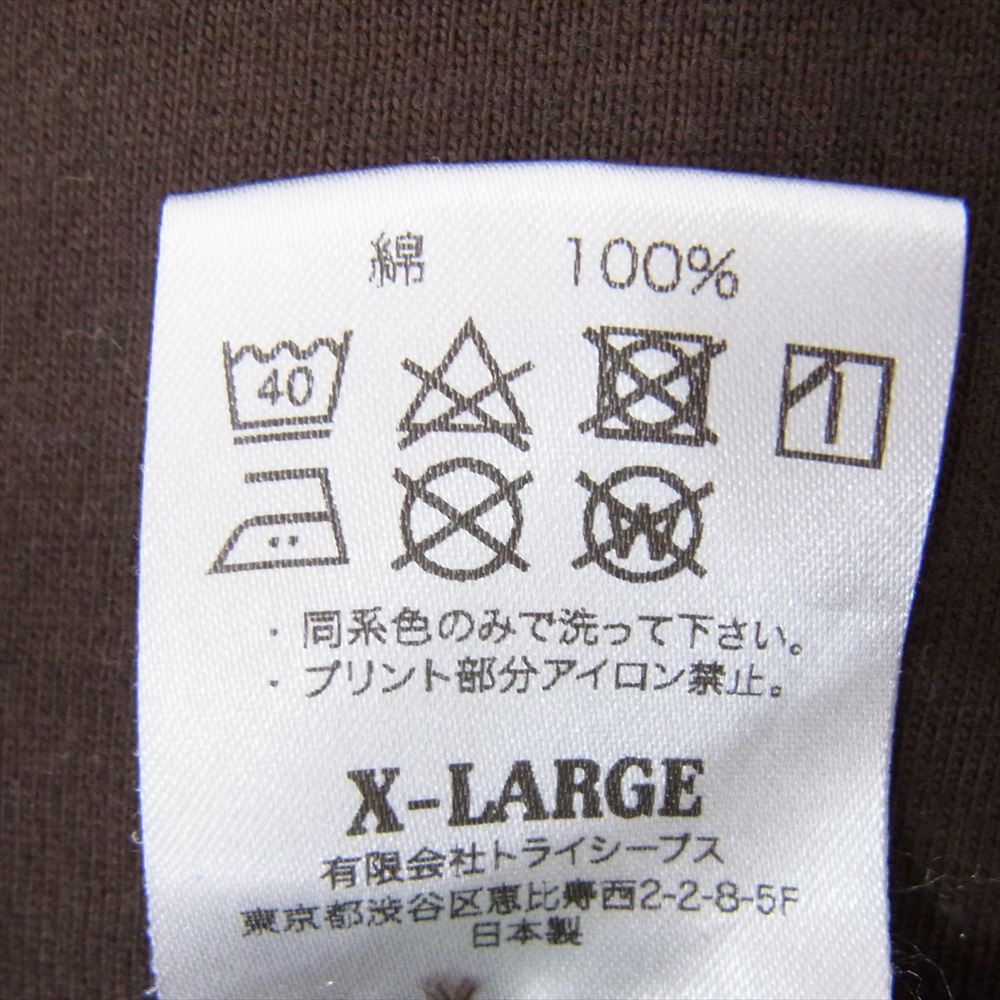 綿 100%
40
W
・同系色のみで洗って下さい。
・プリント部分アイロン禁止。
X-LARGE
有限会社トライシープス
東京都渋谷区恵比寿西2-2-8-5F
日本製